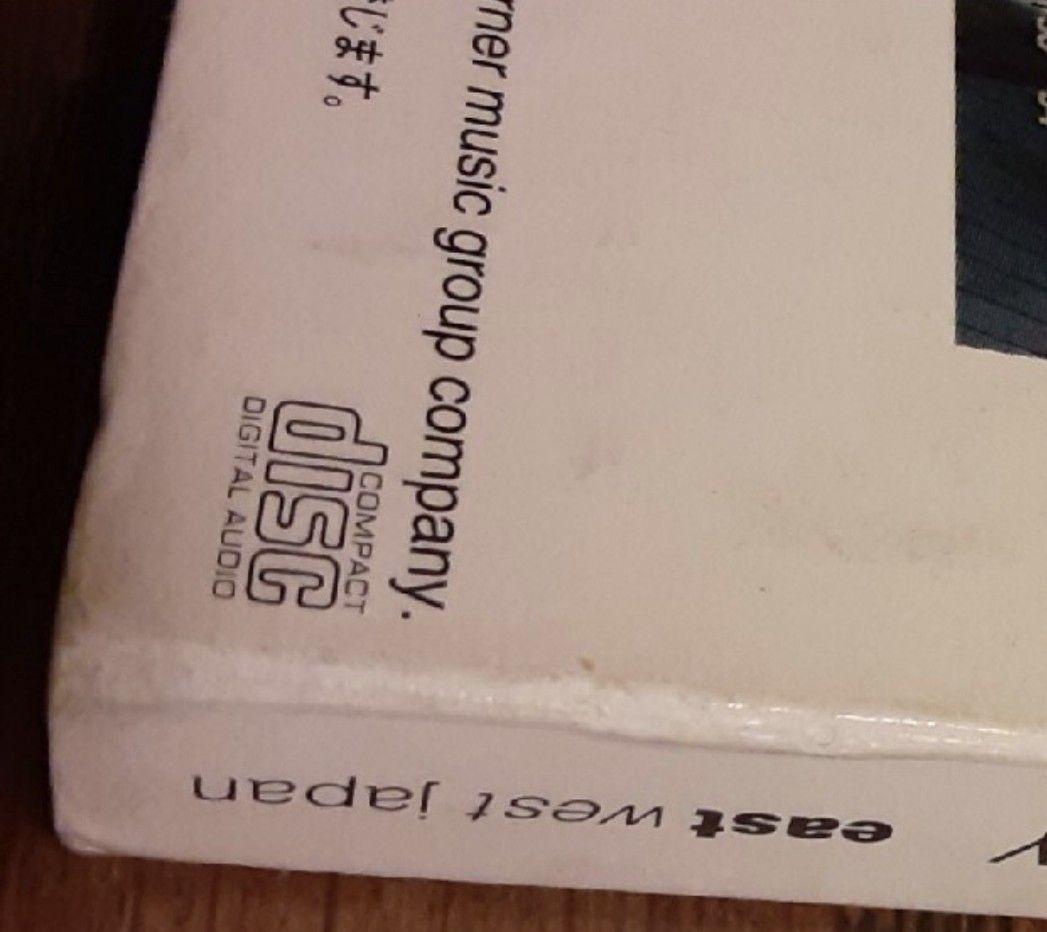 じます。
rner music group company.
COMPACT
disc
DIGITAL AUDIO
east west japan